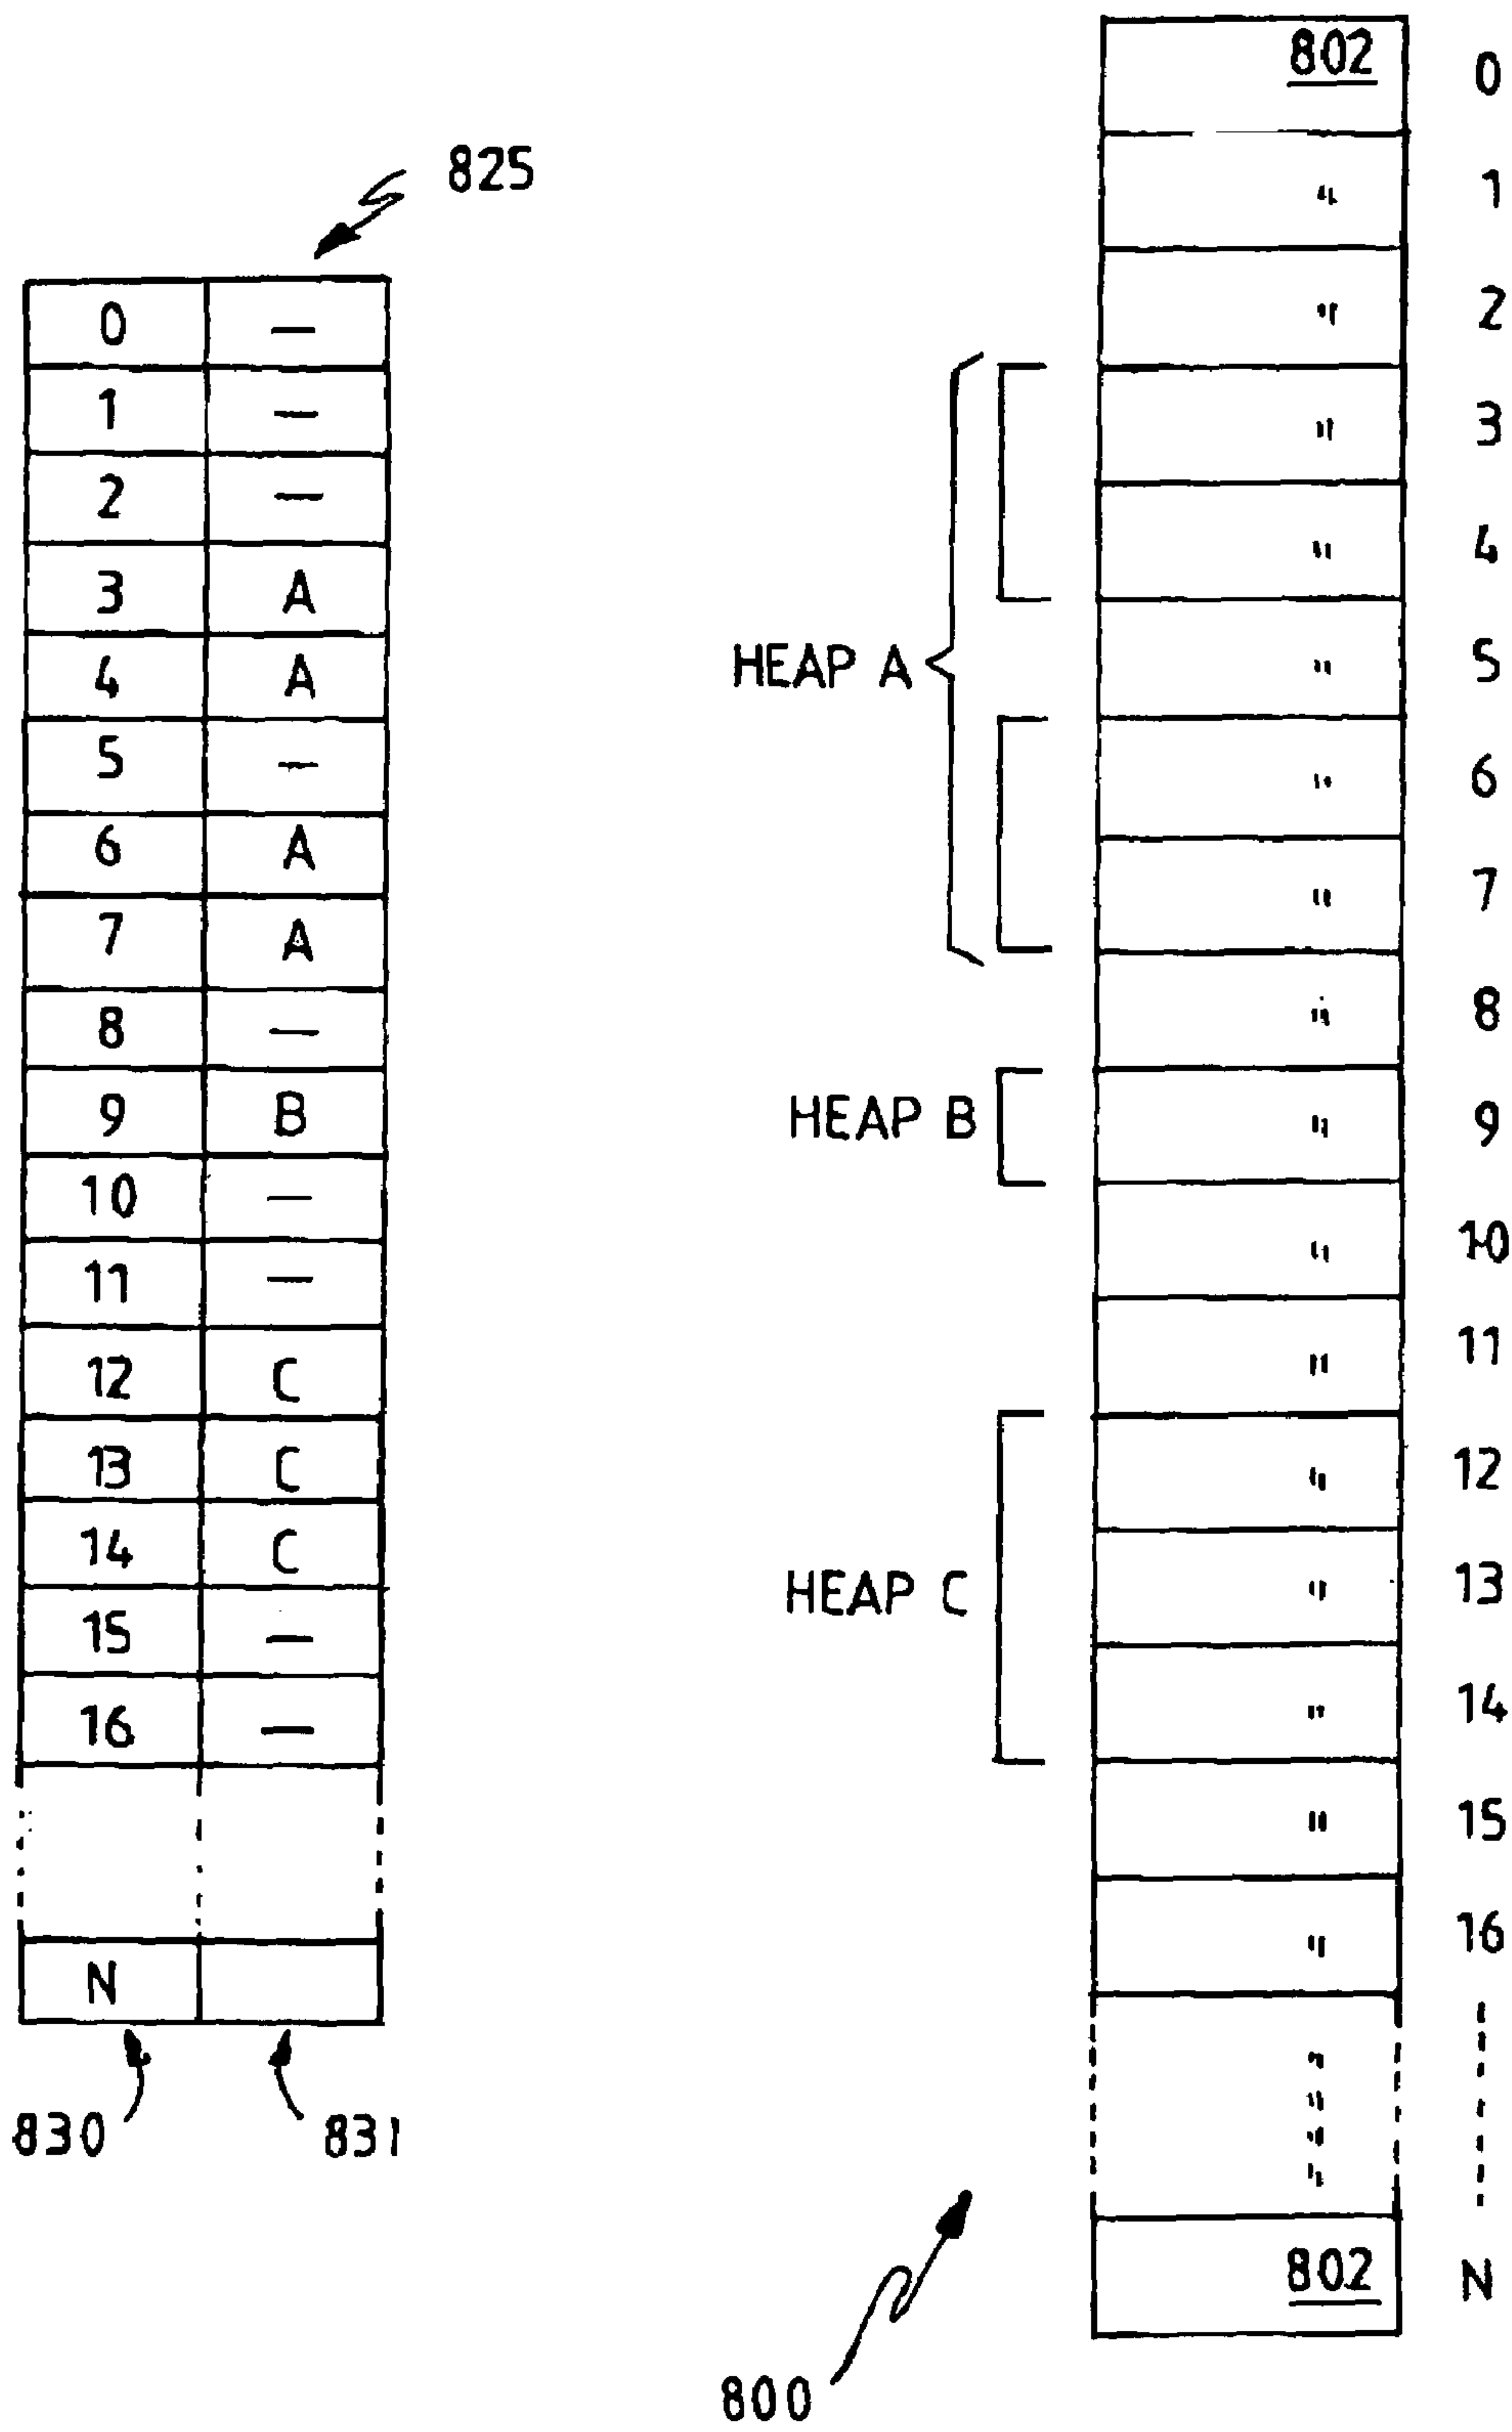 825
0 —
1 —
2 —
3 A
4 A
5 —
6 A
7 A
8 —
9 B
10 —
11 —
12 C
13 C
14 C
15 —
16 —
N
830 831
802 0
" 1
" 2
" 3
" 4
HEAP A " 5
" 6
" 7
" 8
HEAP B " 9
" 10
" 11
" 12
HEAP C " 13
" 14
" 15
" 16
"
"
"
"
802 N
800